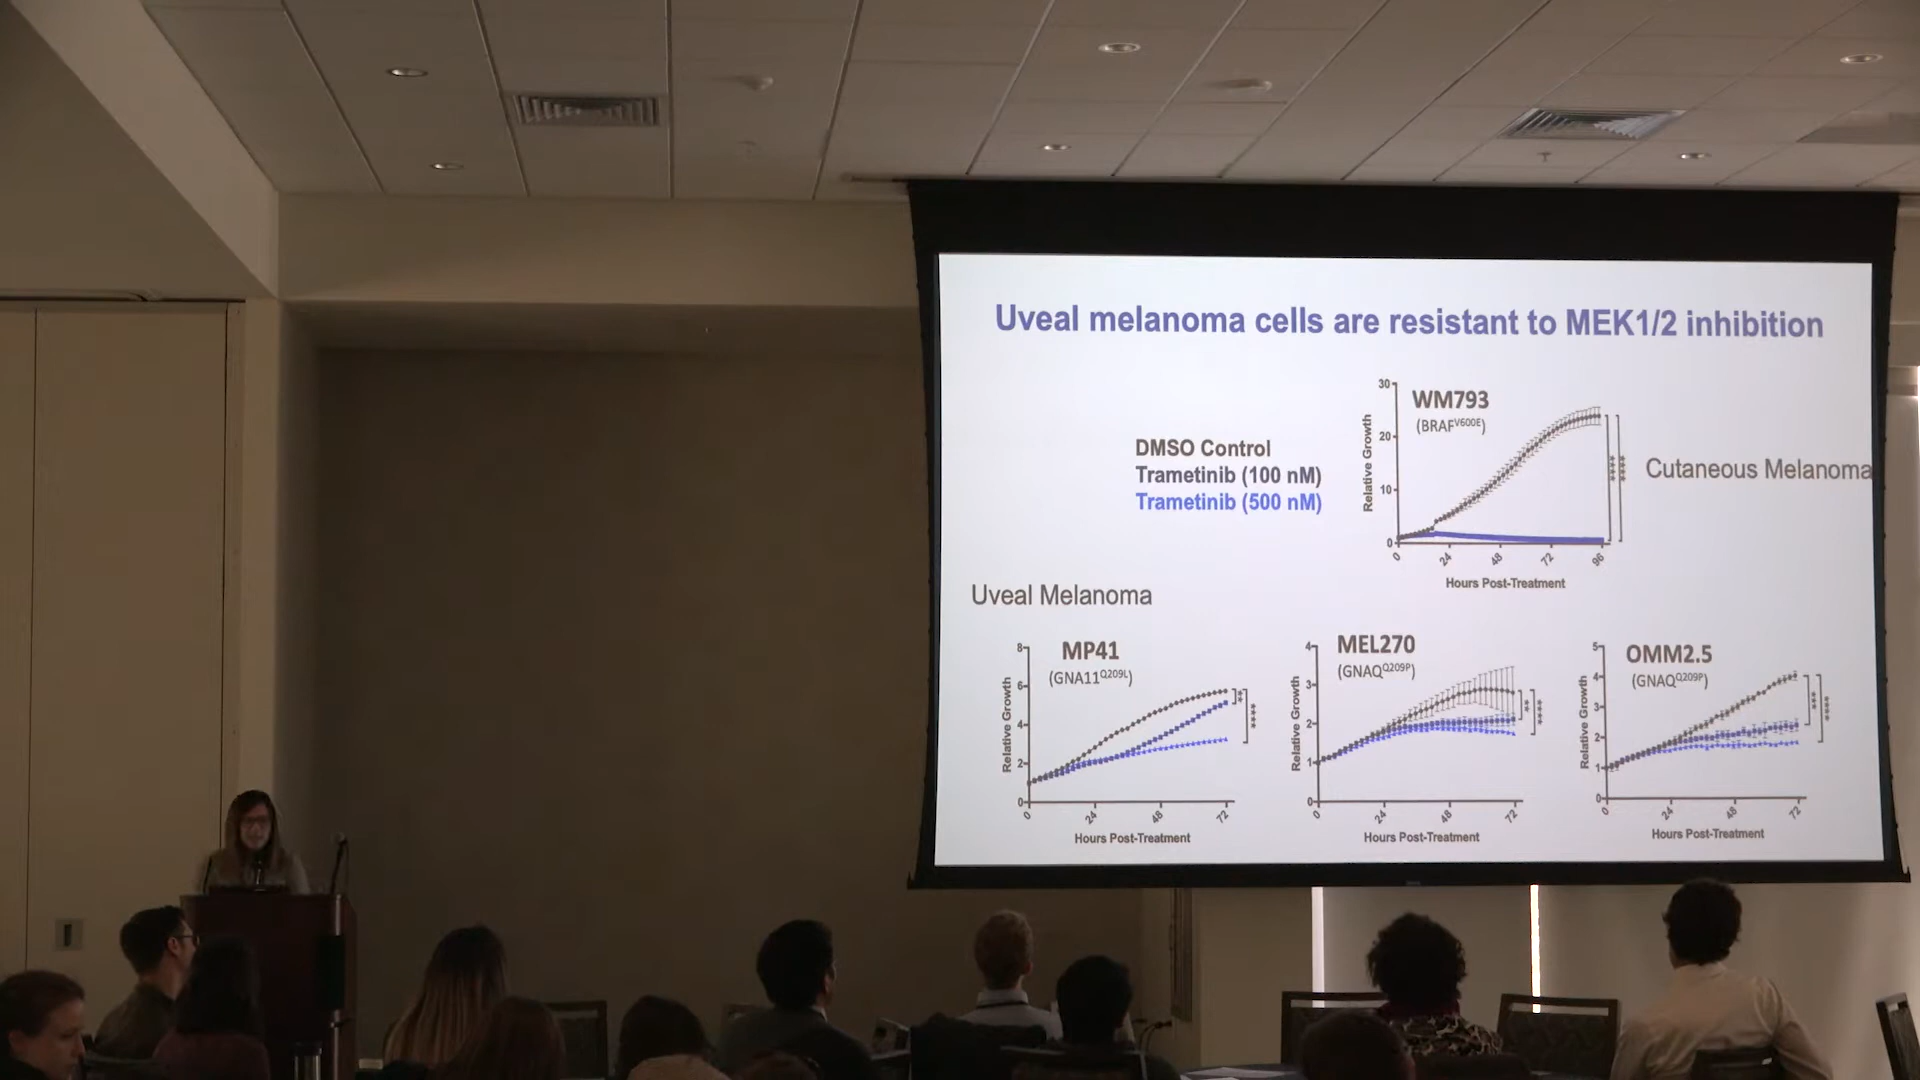 Uveal melanoma cells are resistant to MEK1/2 inhibition
DMSO Control
Trametinib (100 nM)
Trametinib (500 nM)
WM793
(BRAFV600E)
Relative Growth
30
20
10
0
0 24 48 72 96
Hours Post-Treatment
****
****
Cutaneous Melanoma
Uveal Melanoma
MP41
(GNA11Q209L)
Relative Growth
8
6
4
2
0
0 24 48 72
Hours Post-Treatment
**
****
MEL270
(GNAQQ209P)
Relative Growth
4
3
2
1
0
0 24 48 72
Hours Post-Treatment
**
****
OMM2.5
(GNAQQ209P)
Relative Growth
5
4
3
2
1
0
0 24 48 72
Hours Post-Treatment
***
****